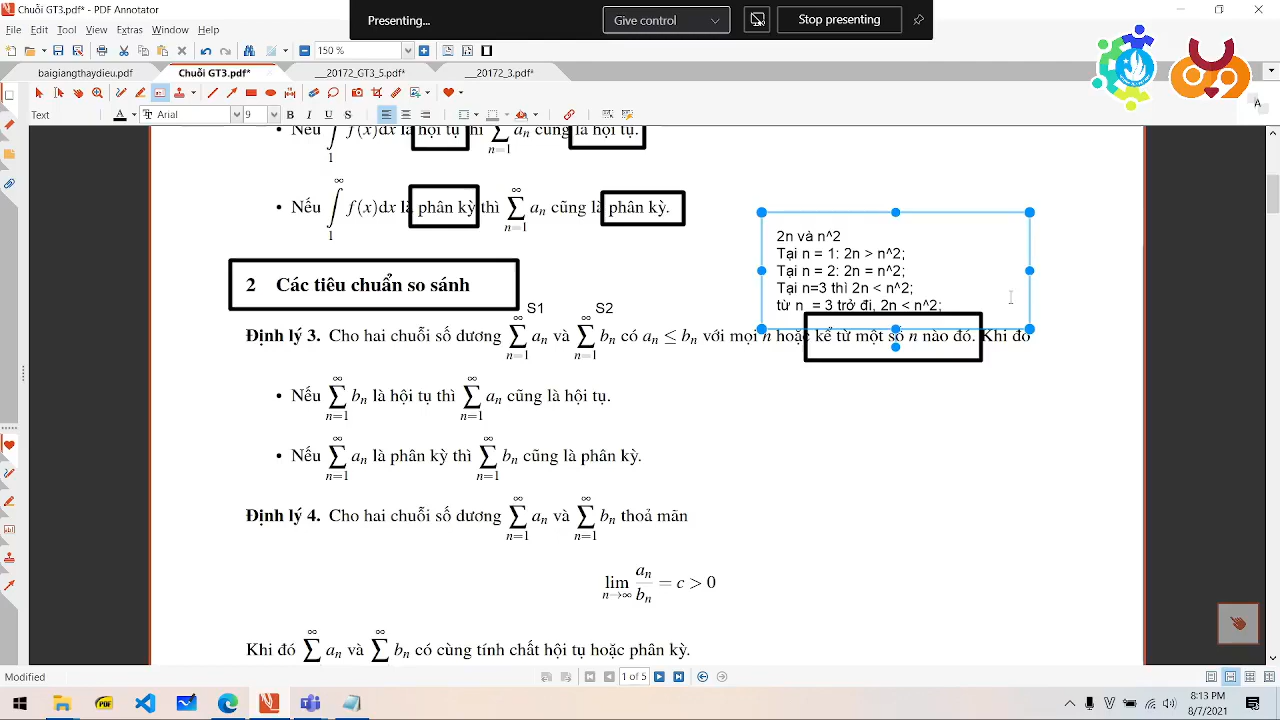 Chuỗi GT3.pdf* - PDF Annotator
Presenting...
Give control
Stop presenting
File Edit Tool View Window Help
150 %
baigiangthaydieu.pdf
Chuỗi GT3.pdf*
__20172_GT3_5.pdf*
__20172_3.pdf*
Text
Arial
9
B I U S
A
• Nếu ∫ f(x)dx là hội tụ thì ∑ aₙ cũng là hội tụ.
1 n=1
• Nếu ∫₁^∞ f(x)dx là phân kỳ thì ∑_{n=1}^∞ aₙ cũng là phân kỳ.
2n và n^2
Tại n = 1: 2n > n^2;
Tại n = 2: 2n = n^2;
Tại n=3 thì 2n < n^2;
từ n = 3 trở đi, 2n < n^2;
2 Các tiêu chuẩn so sánh
S1 S2
Định lý 3. Cho hai chuỗi số dương ∑_{n=1}^∞ aₙ và ∑_{n=1}^∞ bₙ có aₙ ≤ bₙ với mọi n hoặc kể từ một số n nào đó. Khi đó
• Nếu ∑_{n=1}^∞ bₙ là hội tụ thì ∑_{n=1}^∞ aₙ cũng là hội tụ.
• Nếu ∑_{n=1}^∞ aₙ là phân kỳ thì ∑_{n=1}^∞ bₙ cũng là phân kỳ.
Định lý 4. Cho hai chuỗi số dương ∑_{n=1}^∞ aₙ và ∑_{n=1}^∞ bₙ thoả mãn
lim_{n→∞} aₙ/bₙ = c > 0
Khi đó ∑^∞ aₙ và ∑^∞ bₙ có cùng tính chất hội tụ hoặc phân kỳ.
Modified
1 of 5
8:13 PM
8/7/2021